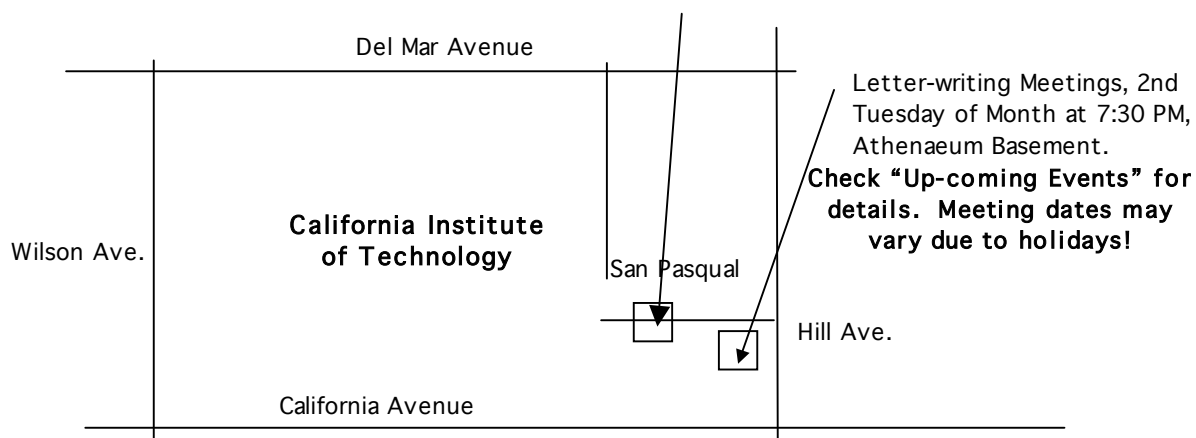 Del Mar Avenue
Letter-writing Meetings, 2nd
Tuesday of Month at 7:30 PM,
Athenaeum Basement.
Check “Up-coming Events” for
details. Meeting dates may
vary due to holidays!
California Institute
of Technology
Wilson Ave.
San Pasqual
Hill Ave.
California Avenue